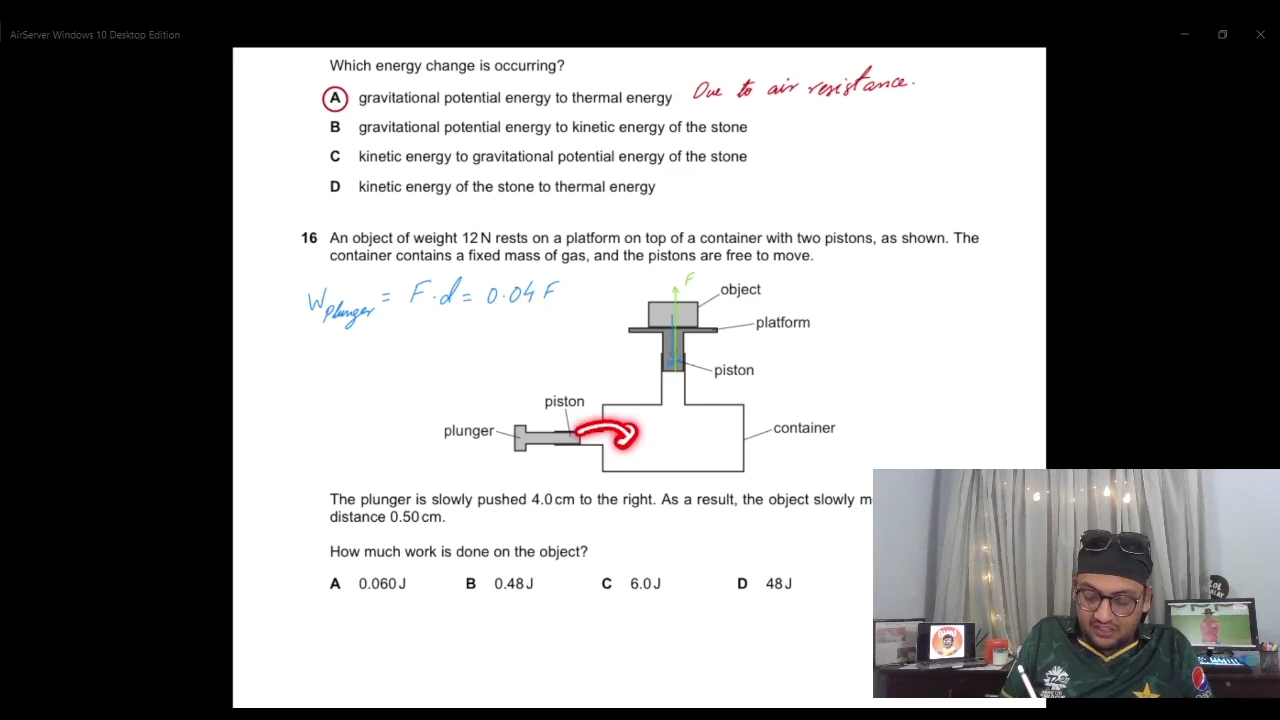 AirServer Windows 10 Desktop Edition
Which energy change is occurring?
A gravitational potential energy to thermal energy Due to air resistance.
B gravitational potential energy to kinetic energy of the stone
C kinetic energy to gravitational potential energy of the stone
D kinetic energy of the stone to thermal energy
16 An object of weight 12 N rests on a platform on top of a container with two pistons, as shown. The
container contains a fixed mass of gas, and the pistons are free to move.
W plunger = F · d = 0.04 F
F
object
platform
piston
piston
plunger
container
The plunger is slowly pushed 4.0 cm to the right. As a result, the object slowly m
distance 0.50 cm.
How much work is done on the object?
A 0.060 J B 0.48 J C 6.0 J D 48 J